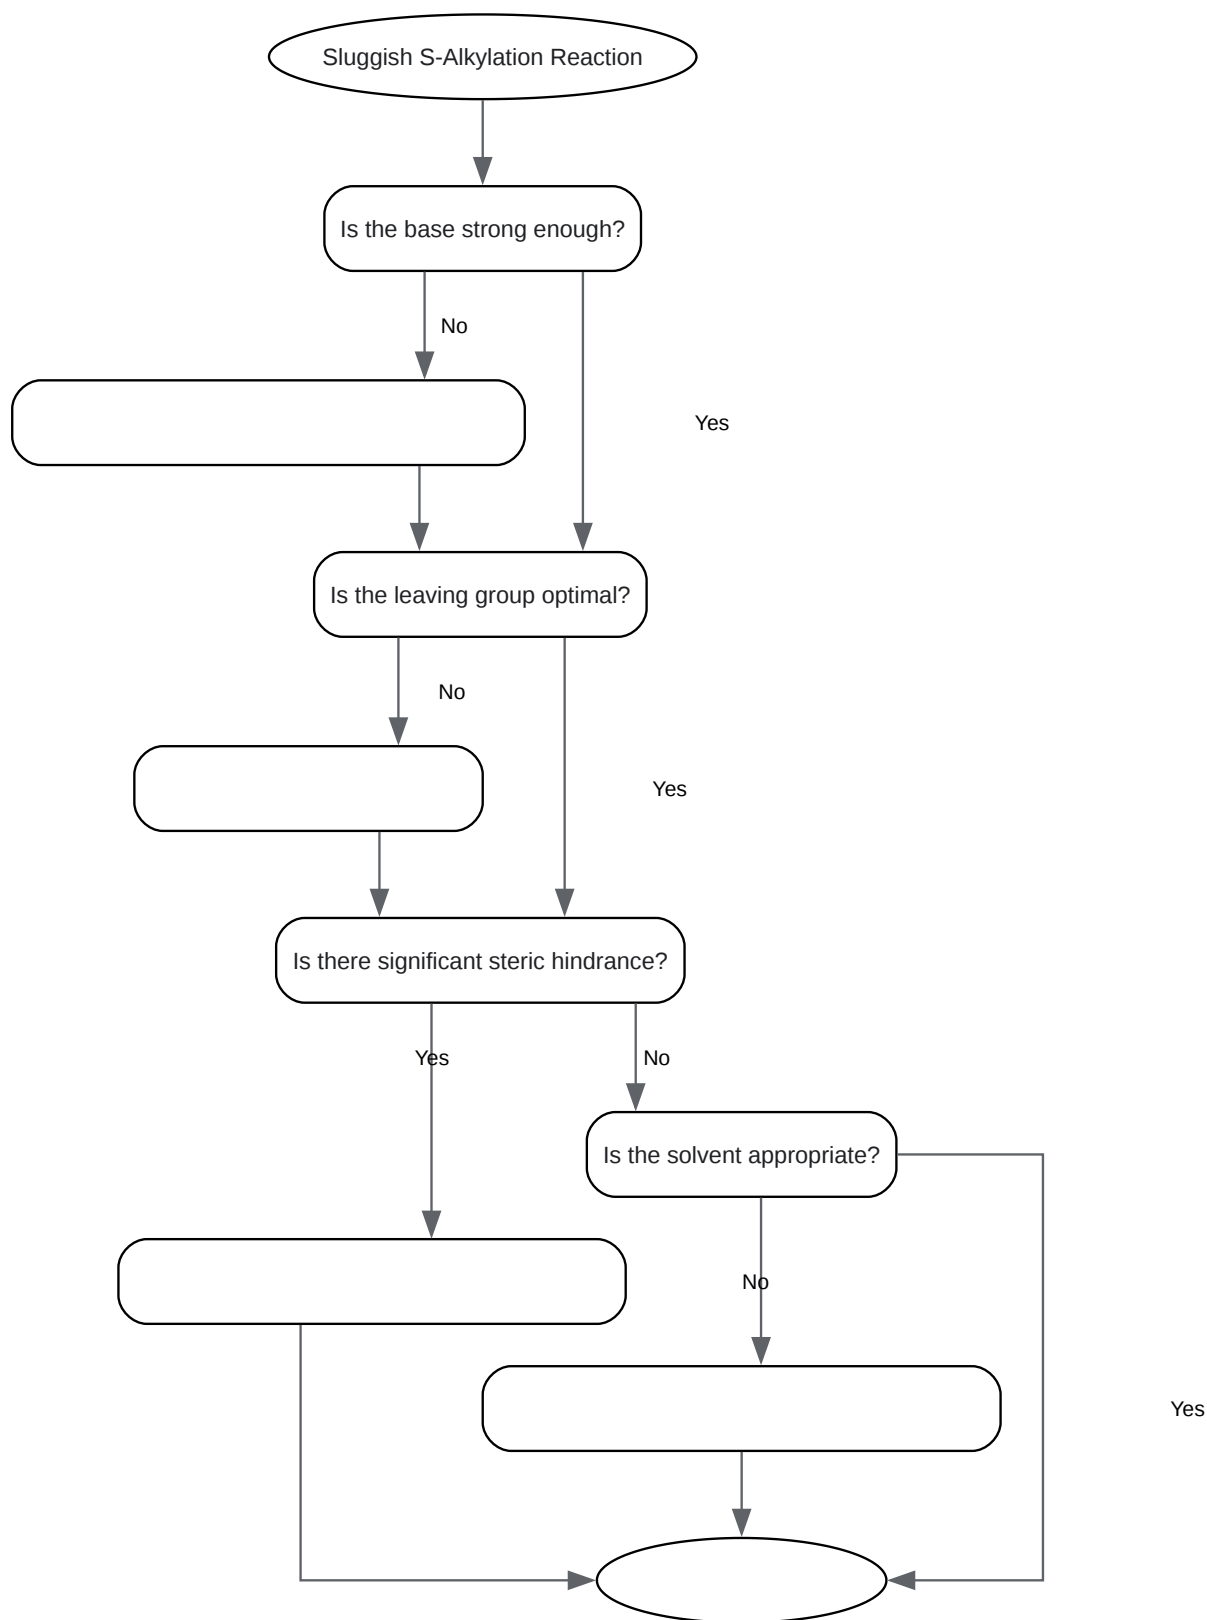 Sluggish S-Alkylation Reaction
Is the base strong enough?
No
Yes
Is the leaving group optimal?
No
Yes
Is there significant steric hindrance?
Yes
No
Is the solvent appropriate?
No
Yes